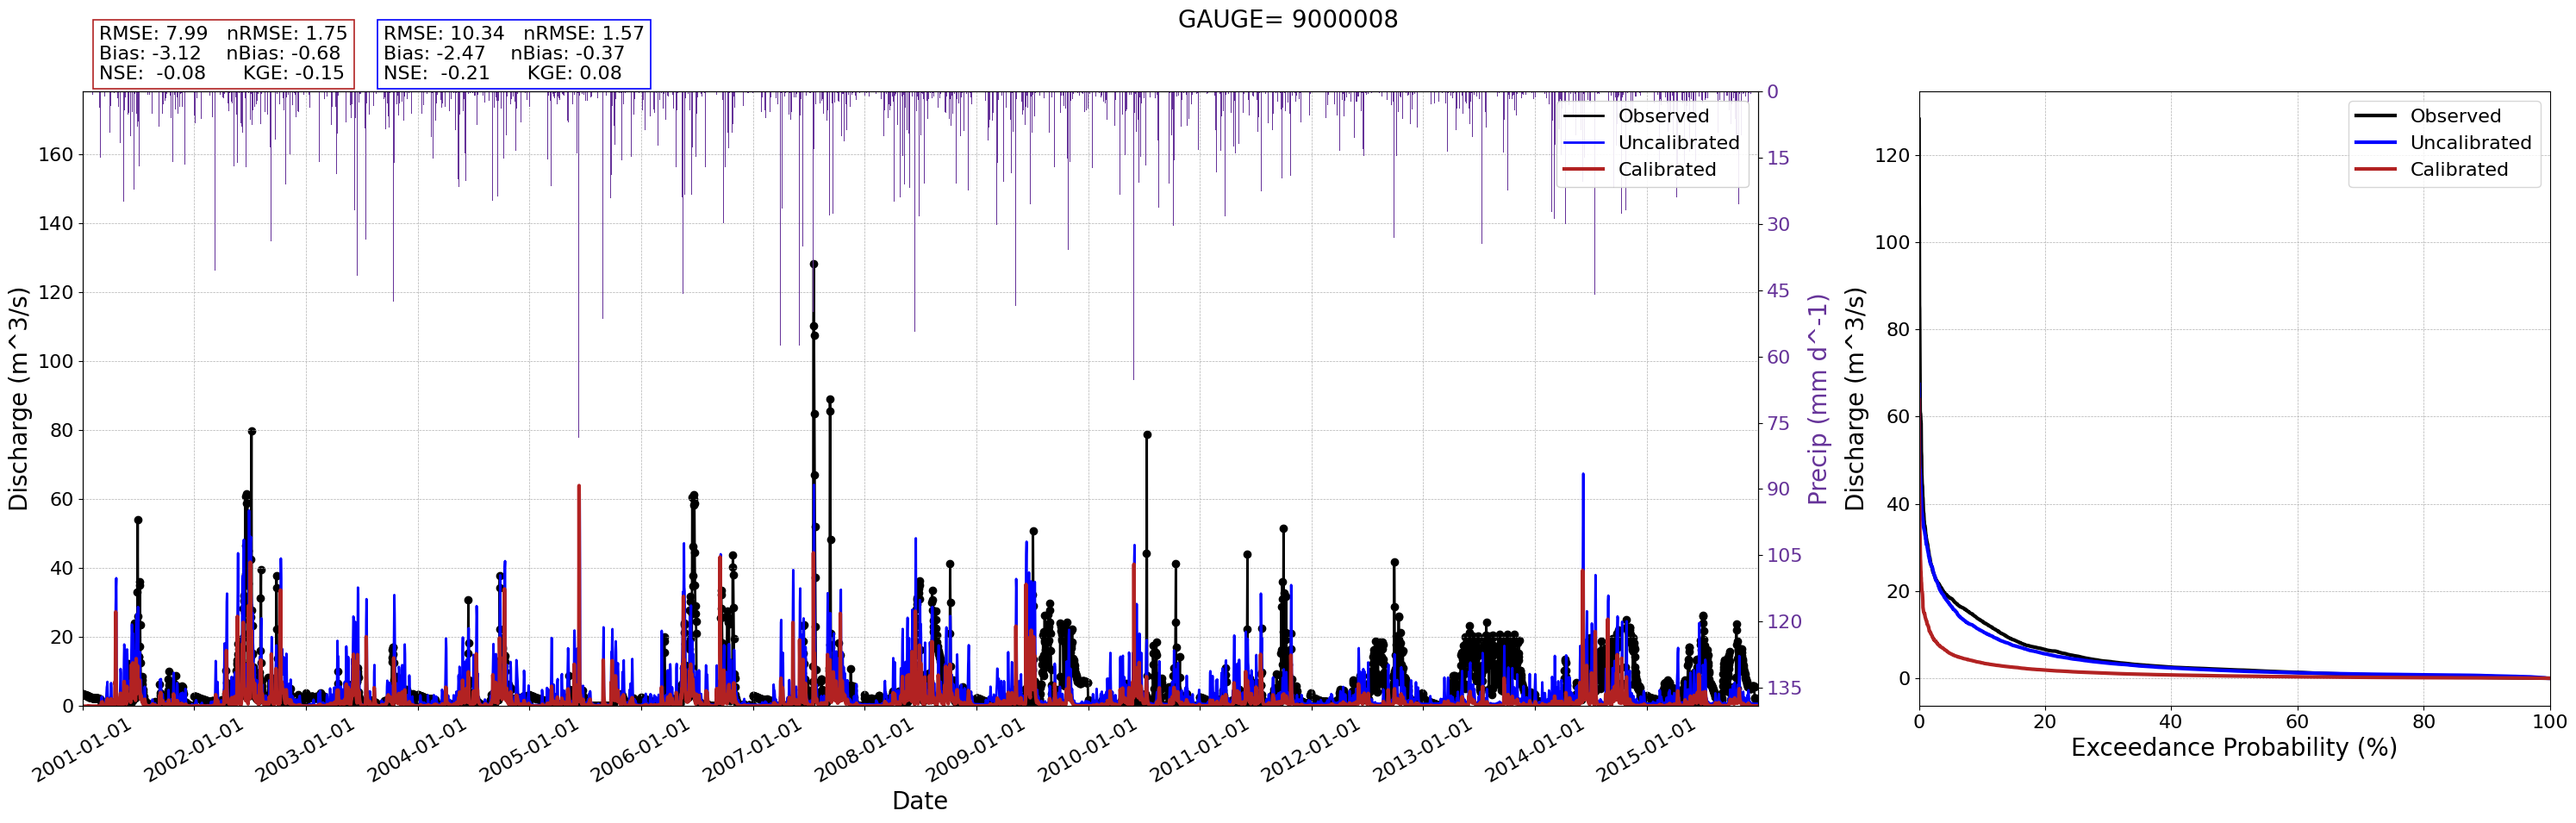 GAUGE= 9000008
RMSE: 7.99 nRMSE: 1.75
Bias: -3.12 nBias: -0.68
NSE: -0.08 KGE: -0.15
RMSE: 10.34 nRMSE: 1.57
Bias: -2.47 nBias: -0.37
NSE: -0.21 KGE: 0.08
Discharge (m^3/s)
160
140
120
100
80
60
40
20
0
Observed
Uncalibrated
Calibrated
0
15
30
45
60
75
90
105
120
135
Precip (mm d^-1)
2001-01-01
2002-01-01
2003-01-01
2004-01-01
2005-01-01
2006-01-01
2007-01-01
2008-01-01
2009-01-01
2010-01-01
2011-01-01
2012-01-01
2013-01-01
2014-01-01
2015-01-01
Date
Discharge (m^3/s)
120
100
80
60
40
20
0
Observed
Uncalibrated
Calibrated
0
20
40
60
80
100
Exceedance Probability (%)